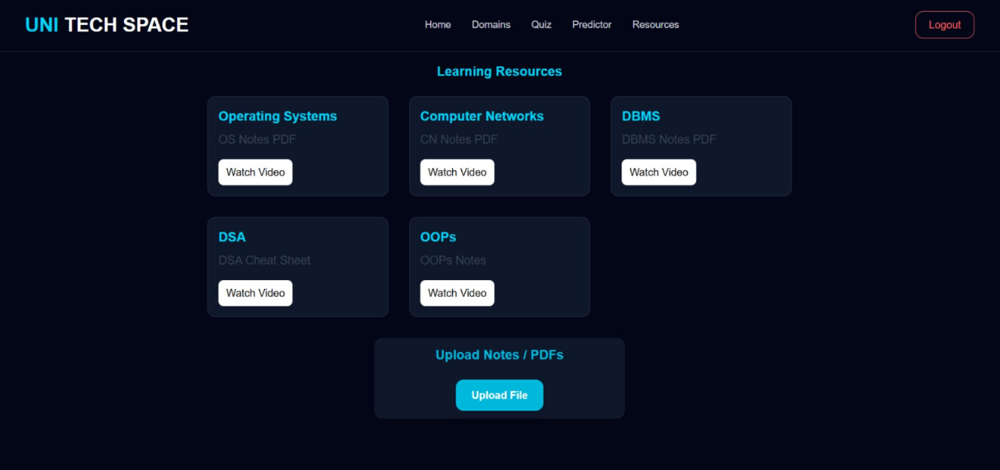 UNI TECH SPACE
Home Domains Quiz Predictor Resources
Logout
Learning Resources
Operating Systems
OS Notes PDF
Watch Video
Computer Networks
CN Notes PDF
Watch Video
DBMS
DBMS Notes PDF
Watch Video
DSA
DSA Cheat Sheet
Watch Video
OOPs
OOPs Notes
Watch Video
Upload Notes / PDFs
Upload File